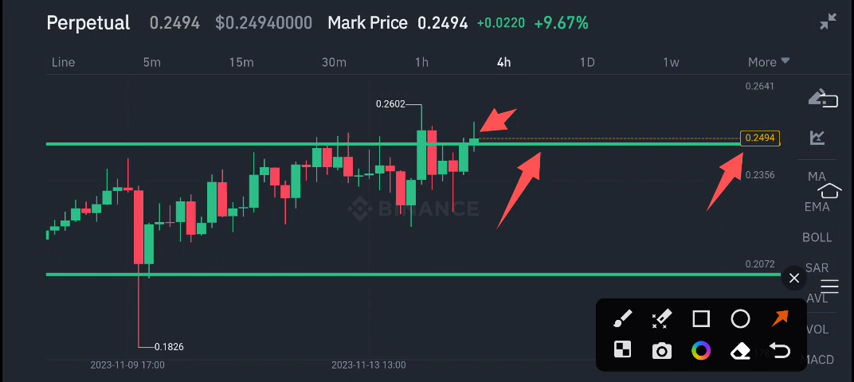 Perpetual 0.2494 $0.24940000 Mark Price 0.2494 +0.0220 +9.67%
Line 5m 15m 30m 1h 4h 1D 1w More
0.2641
0.2602
0.2494
0.2356
MA
BINANCE
EMA
BOLL
0.2072
SAR
AVL
VOL
0.1826
MACD
2023-11-09 17:00 2023-11-13 13:00